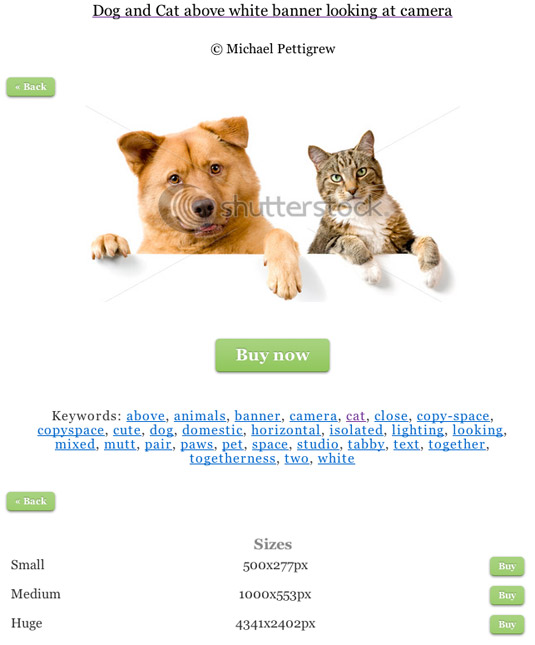 Dog and Cat above white banner looking at camera
© Michael Pettigrew
« Back
shutterstock
Buy now
Keywords: above, animals, banner, camera, cat, close, copy-space,
copyspace, cute, dog, domestic, horizontal, isolated, lighting, looking,
mixed, mutt, pair, paws, pet, space, studio, tabby, text, together,
togetherness, two, white
« Back
Sizes
Small 500x277px Buy
Medium 1000x553px Buy
Huge 4341x2402px Buy